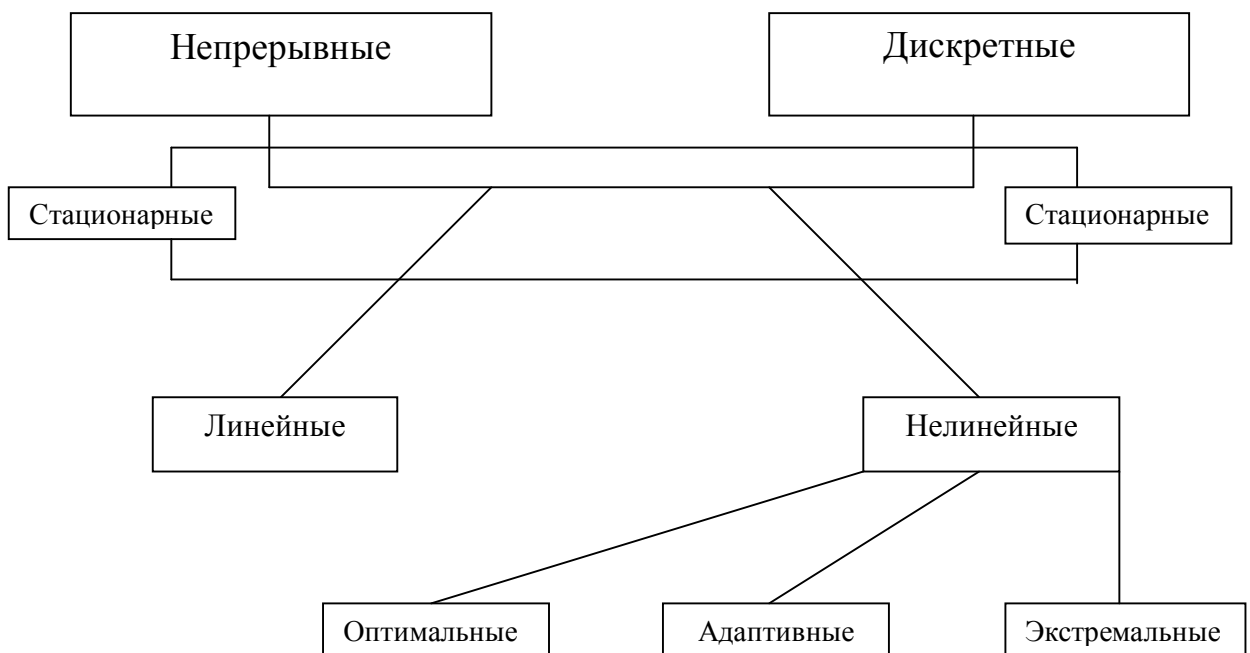 Непрерывные
Дискретные
Стационарные
Стационарные
Линейные
Нелинейные
Оптимальные
Адаптивные
Экстремальные